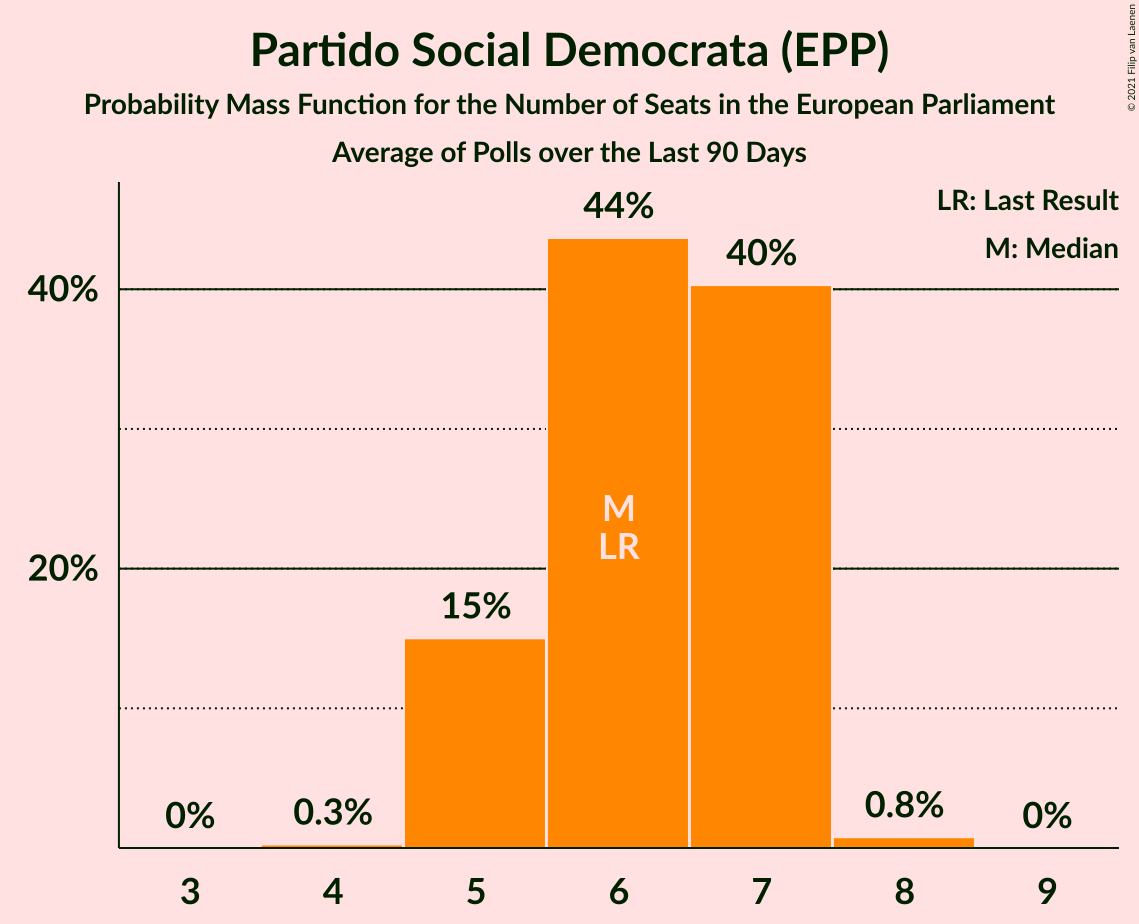 Partido Social Democrata (EPP)
Probability Mass Function for the Number of Seats in the European Parliament
Average of Polls over the Last 90 Days
© 2021 Filip van Laenen
LR: Last Result
M: Median
44%
40%
40%
20%
15%
M
LR
0%
0.3%
0.8%
0%
3 4 5 6 7 8 9